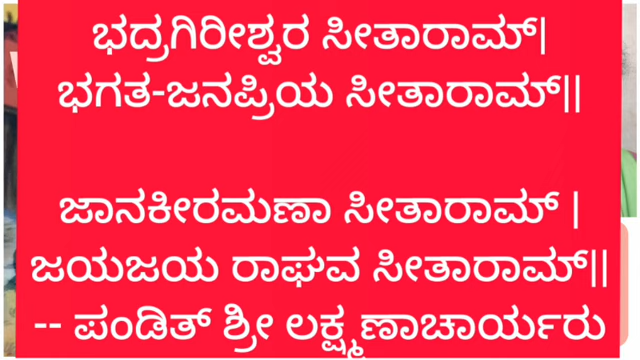 ಭದ್ರಗಿರೀಶ್ವರ ಸೀತಾರಾಮ್|
ಭಗತ-ಜನಪ್ರಿಯ ಸೀತಾರಾಮ್||
ಜಾನಕೀರಮಣಾ ಸೀತಾರಾಮ್ |
ಜಯಜಯ ರಾಘವ ಸೀತಾರಾಮ್||
-- ಪಂಡಿತ್ ಶ್ರೀ ಲಕ್ಷ್ಮಣಾಚಾರ್ಯರು